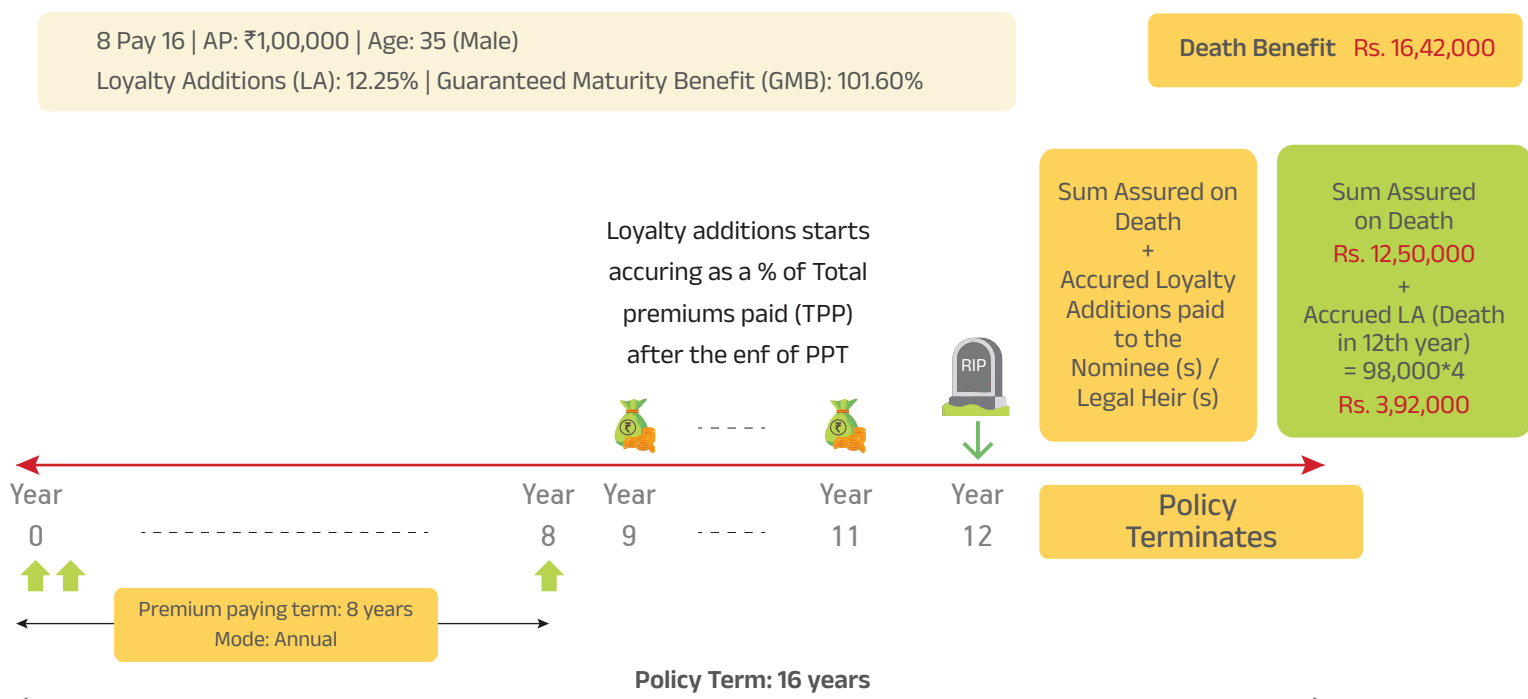 8 Pay 16 | AP: ₹1,00,000 | Age: 35 (Male)
Loyalty Additions (LA): 12.25% | Guaranteed Maturity Benefit (GMB): 101.60%
Death Benefit Rs. 16,42,000
Loyalty additions starts
accuring as a % of Total
premiums paid (TPP)
after the enf of PPT
RIP
Sum Assured on
Death
+
Accured Loyalty
Additions paid
to the
Nominee (s) /
Legal Heir (s)
Sum Assured
on Death
Rs. 12,50,000
+
Accrued LA (Death
in 12th year)
= 98,000*4
Rs. 3,92,000
₹
₹
Year
0
Year
8
Year
9
Year
11
Year
12
Policy
Terminates
Premium paying term: 8 years
Mode: Annual
Policy Term: 16 years